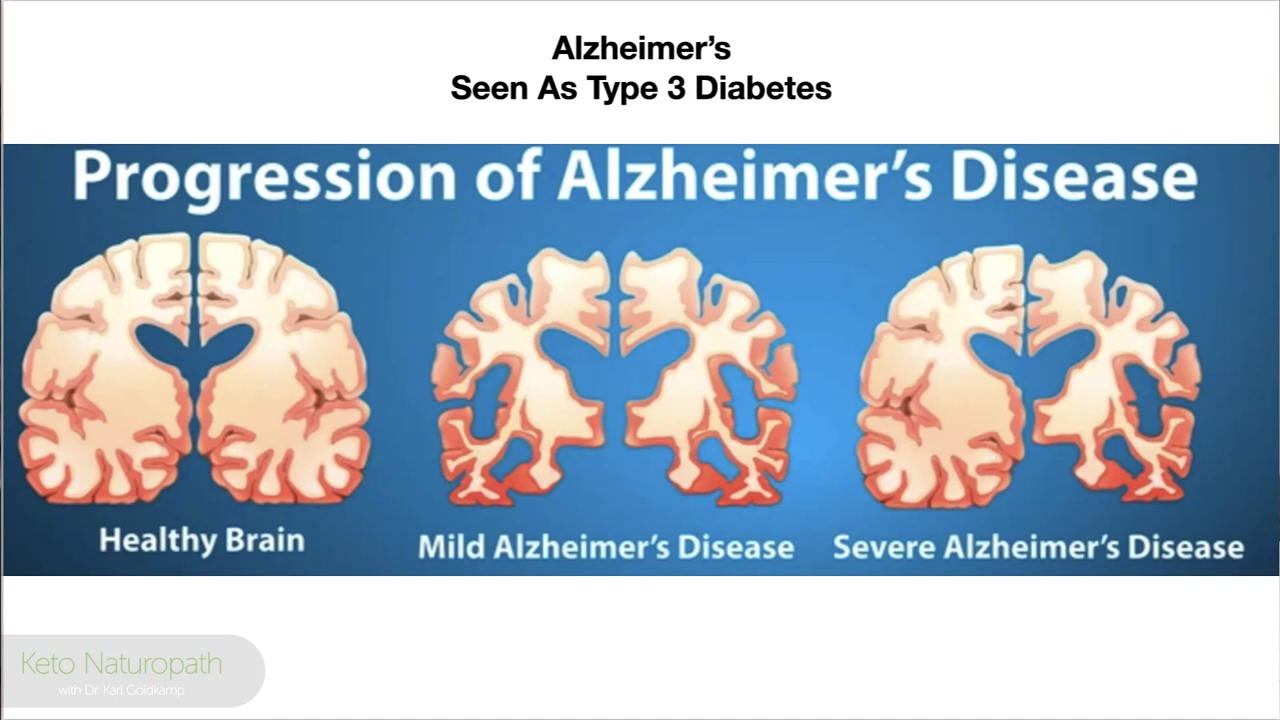 Alzheimer’s
Seen As Type 3 Diabetes
Progression of Alzheimer’s Disease
Healthy Brain
Mild Alzheimer’s Disease
Severe Alzheimer’s Disease
Keto Naturopath
with Dr. Karl Goldkamp